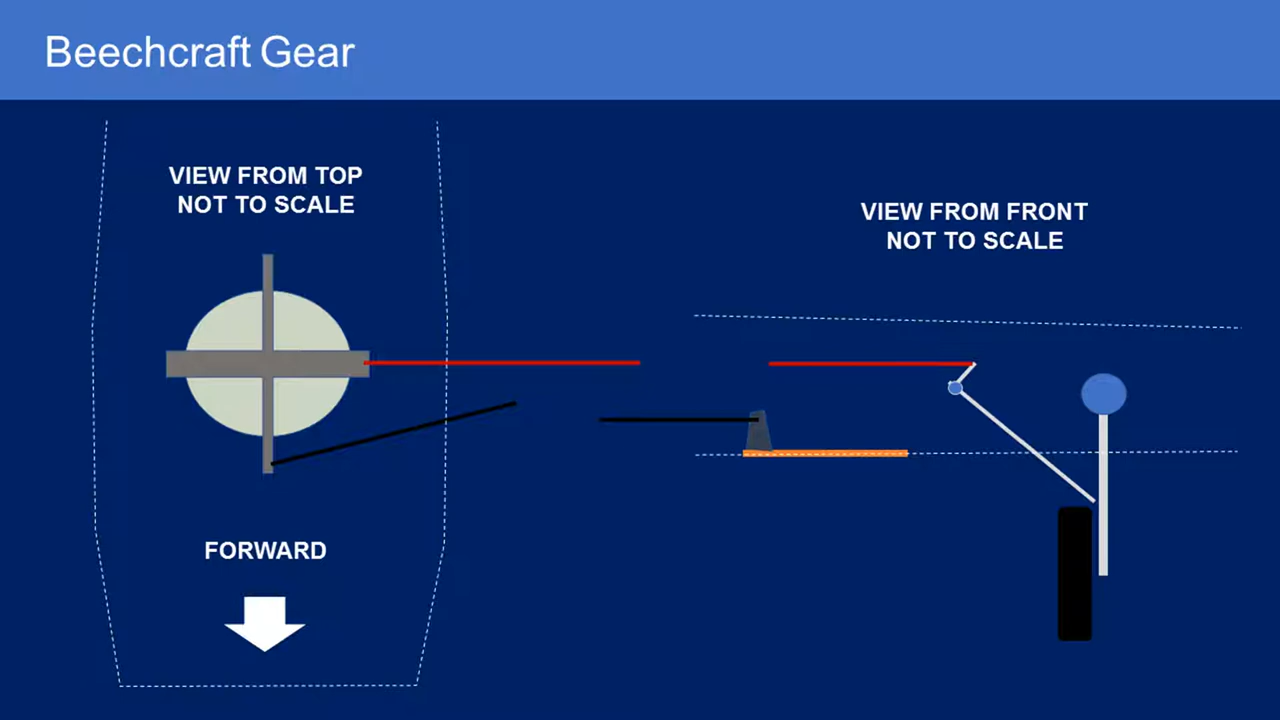 Beechcraft Gear
VIEW FROM TOP
NOT TO SCALE
VIEW FROM FRONT
NOT TO SCALE
FORWARD